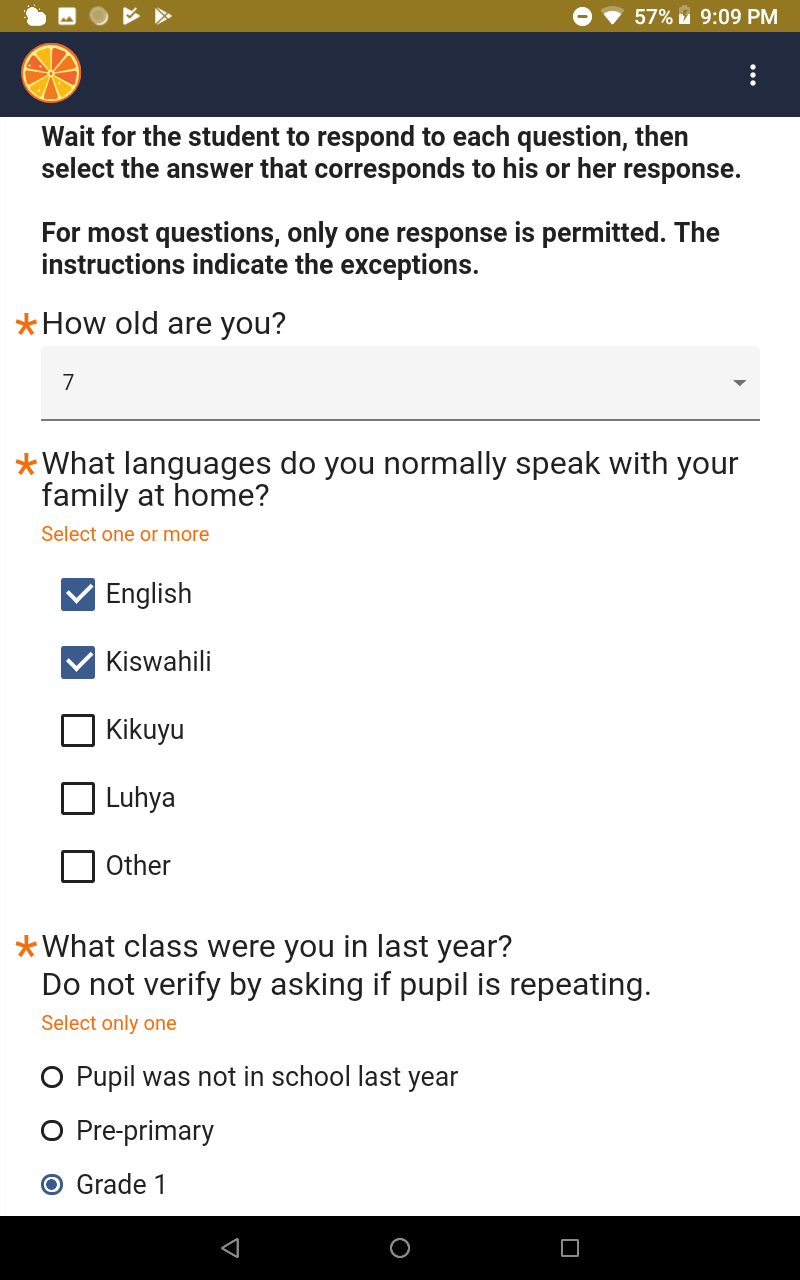 57% 9:09 PM
Wait for the student to respond to each question, then
select the answer that corresponds to his or her response.
For most questions, only one response is permitted. The
instructions indicate the exceptions.
*How old are you?
7
*What languages do you normally speak with your
family at home?
Select one or more
English
Kiswahili
Kikuyu
Luhya
Other
*What class were you in last year?
Do not verify by asking if pupil is repeating.
Select only one
Pupil was not in school last year
Pre-primary
Grade 1